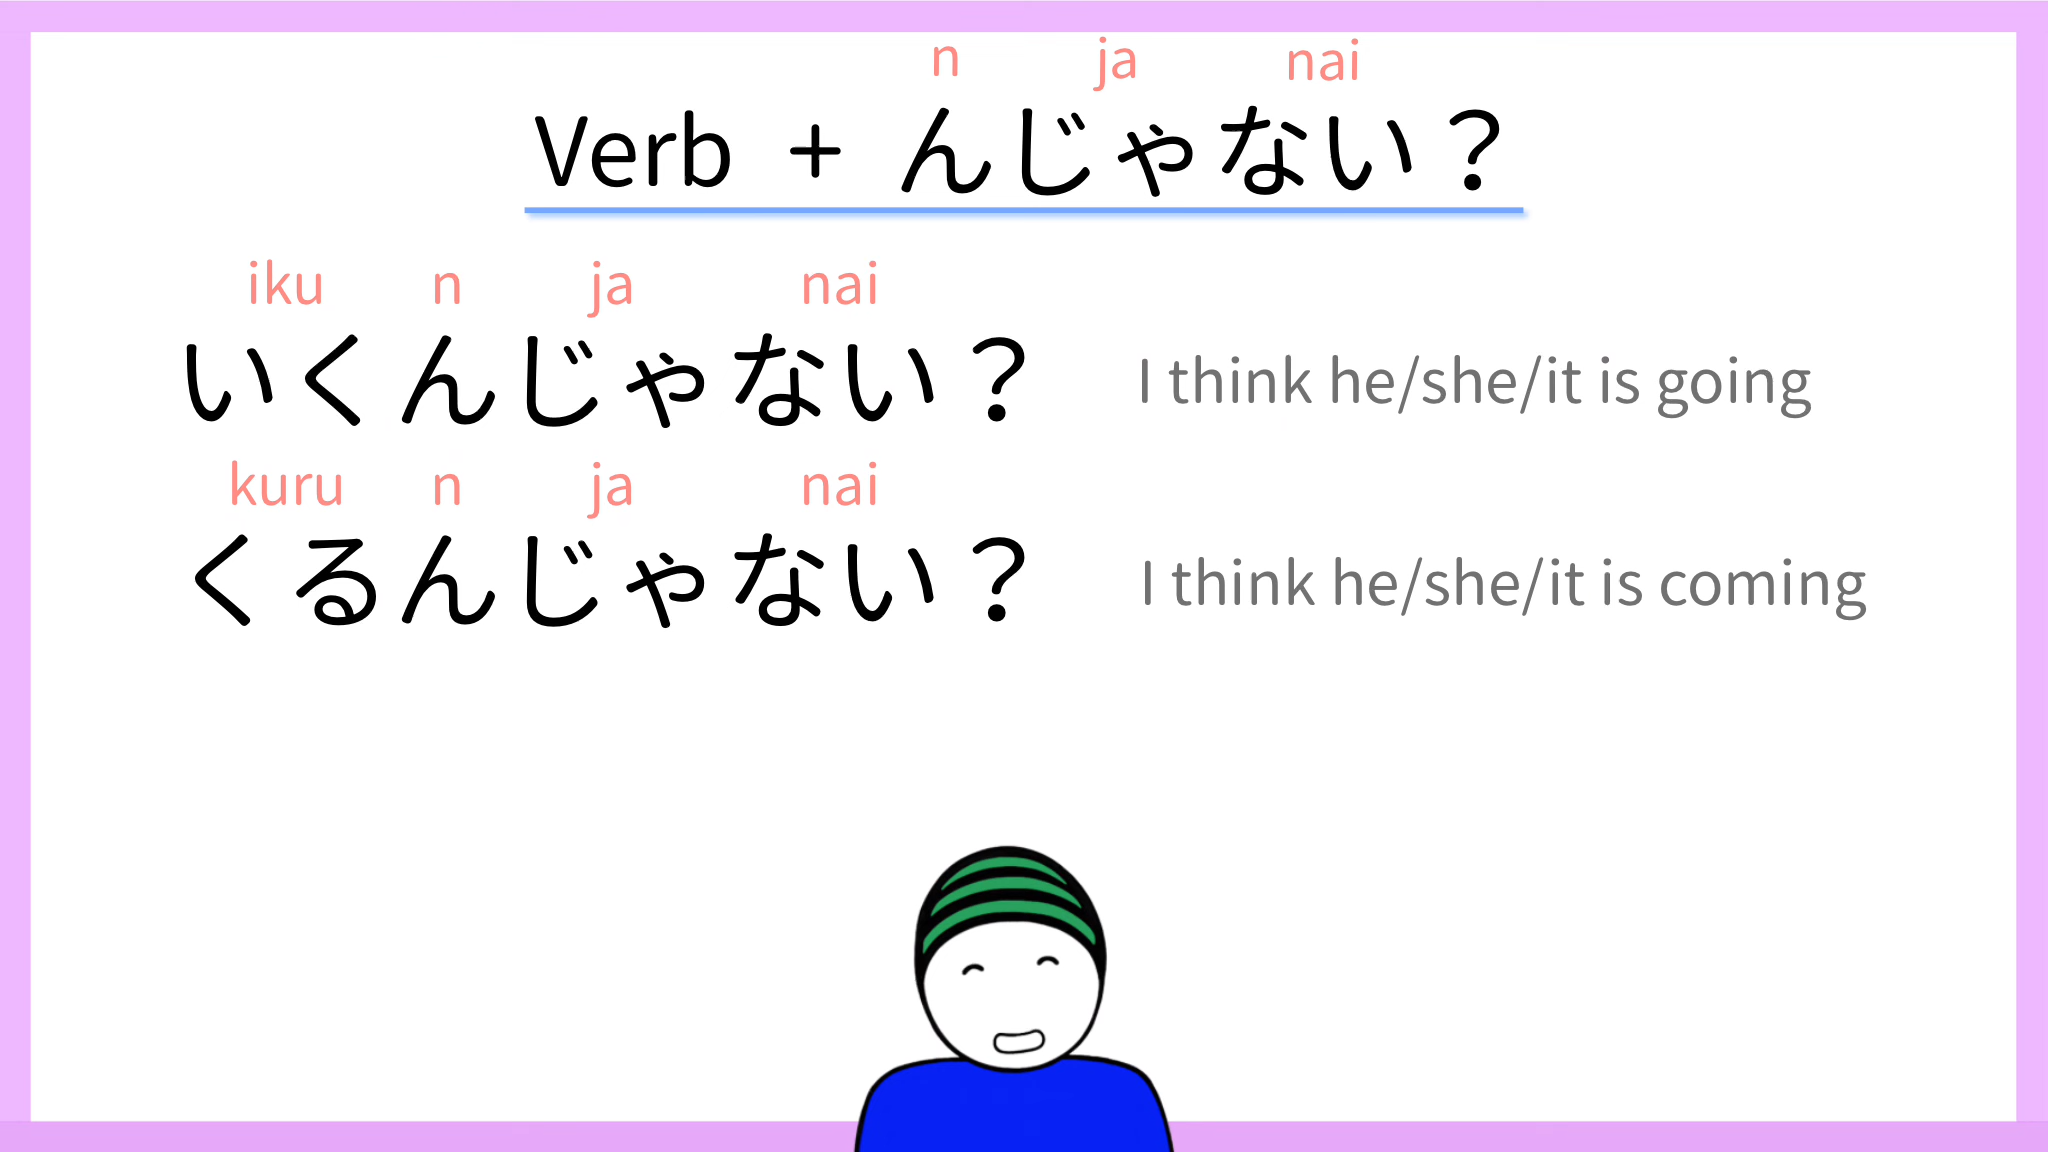 n ja nai
Verb + んじゃない？
iku n ja nai
いくんじゃない？ I think he/she/it is going
kuru n ja nai
くるんじゃない？ I think he/she/it is coming